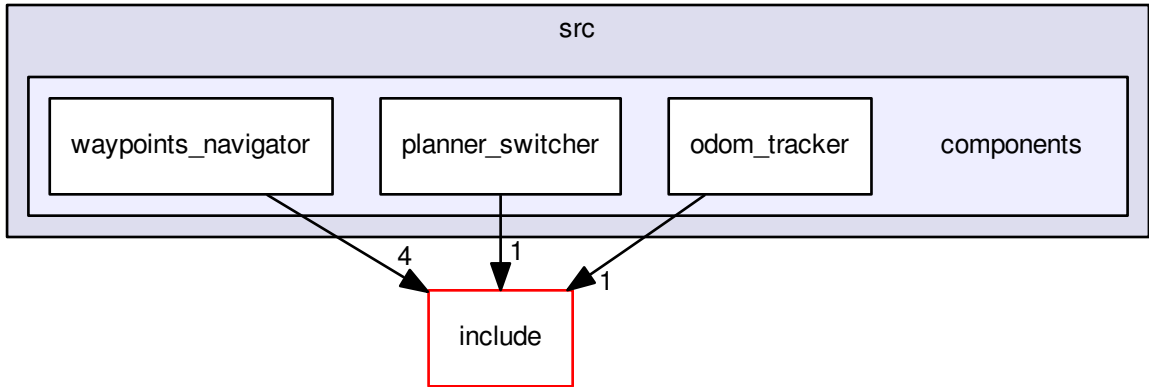 src
waypoints_navigator
planner_switcher
odom_tracker
components
4
1
1
include